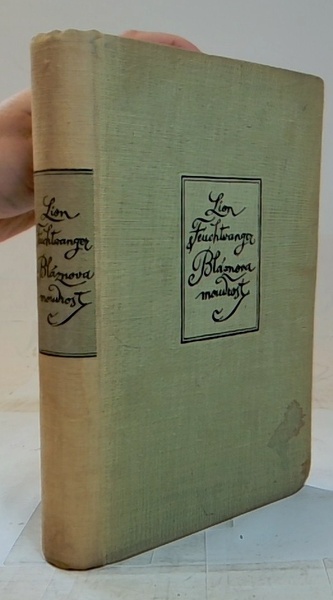 Lion
Feuchtwanger
Bláznova
moudrost
Lion
Feuchtwanger
Bláznova
moudrost